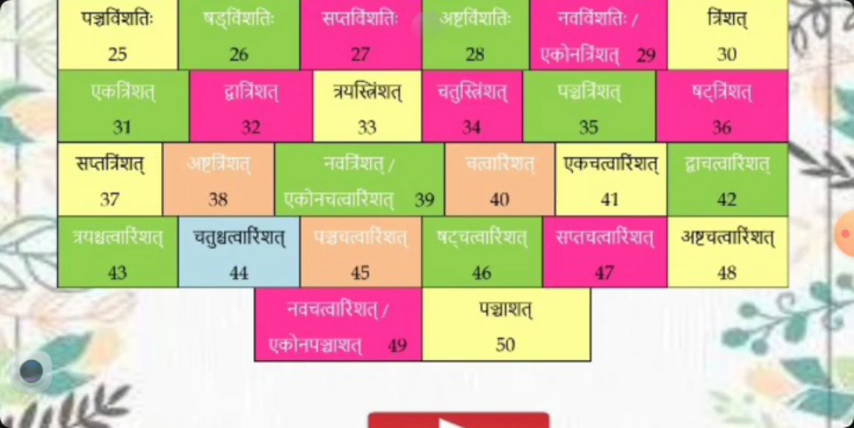 पञ्चविंशतिः षड्विंशतिः सप्तविंशतिः अष्टविंशतिः नवविंशतिः / त्रिंशत्
25 26 27 28 एकोनत्रिंशत् 29 30
एकत्रिंशत् द्वात्रिंशत् त्रयस्त्रिंशत् चतुस्त्रिंशत् पञ्चत्रिंशत् षट्त्रिंशत्
31 32 33 34 35 36
सप्तत्रिंशत् अष्टत्रिंशत् नवत्रिंशत् / चत्वारिंशत् एकचत्वारिंशत् द्वाचत्वारिंशत्
37 38 एकोनचत्वारिंशत् 39 40 41 42
त्रयश्चत्वारिंशत् चतुश्चत्वारिंशत् पञ्चचत्वारिंशत् षट्चत्वारिंशत् सप्तचत्वारिंशत् अष्टचत्वारिंशत्
43 44 45 46 47 48
नवचत्वारिंशत् / पञ्चाशत्
एकोनपञ्चाशत् 49 50